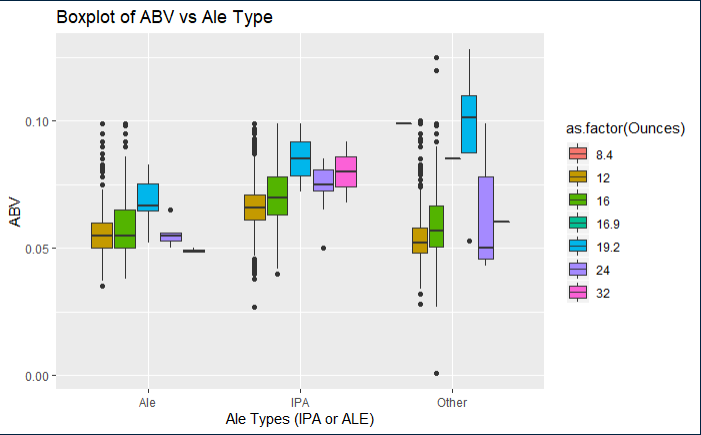 Boxplot of ABV vs Ale Type
ABV
0.10
0.05
0.00
Ale
IPA
Other
Ale Types (IPA or ALE)
as.factor(Ounces)
8.4
12
16
16.9
19.2
24
32